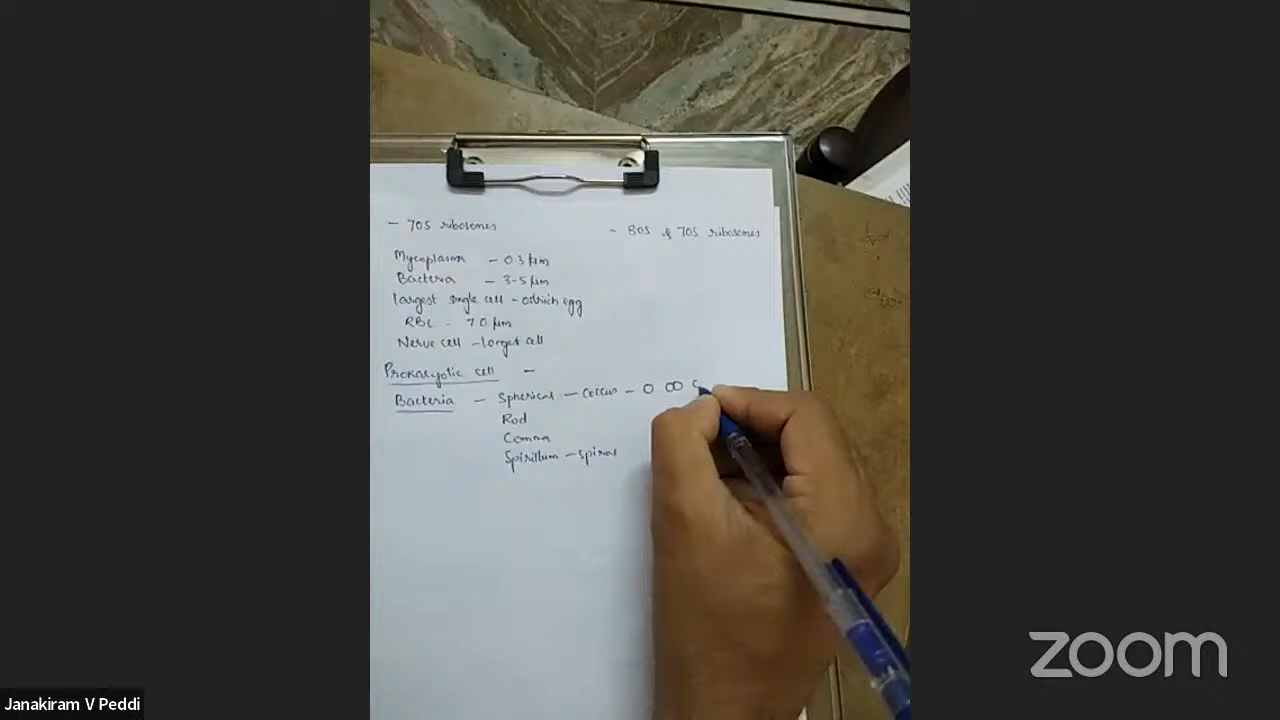 - 70S ribosomes - 80S & 70S ribosomes
Mycoplasma - 0.3 μm
Bacteria - 3-5 μm
largest single cell - ostrich egg
RBC - 7.0 μm
Nerve cell - longest cell
Prokaryotic cell -
Bacteria - Spherical - Coccus - O OO
Rod
Comma
Spirillum - spiral
Janakiram V Peddi
zoom